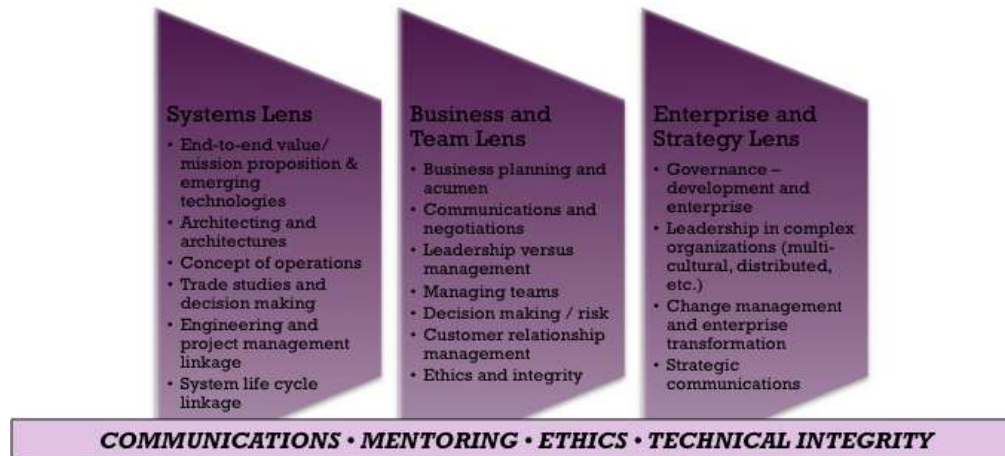 Systems Lens
• End-to-end value/
mission proposition &
emerging
technologies
• Architecting and
architectures
• Concept of operations
• Trade studies and
decision making
• Engineering and
project management
linkage
• System life cycle
linkage
Business and
Team Lens
• Business planning and
acumen
• Communications and
negotiations
• Leadership versus
management
• Managing teams
• Decision making / risk
• Customer relationship
management
• Ethics and integrity
Enterprise and
Strategy Lens
• Governance –
development and
enterprise
• Leadership in complex
organizations (multi-
cultural, distributed,
etc.)
• Change management
and enterprise
transformation
• Strategic
communications
COMMUNICATIONS • MENTORING • ETHICS • TECHNICAL INTEGRITY